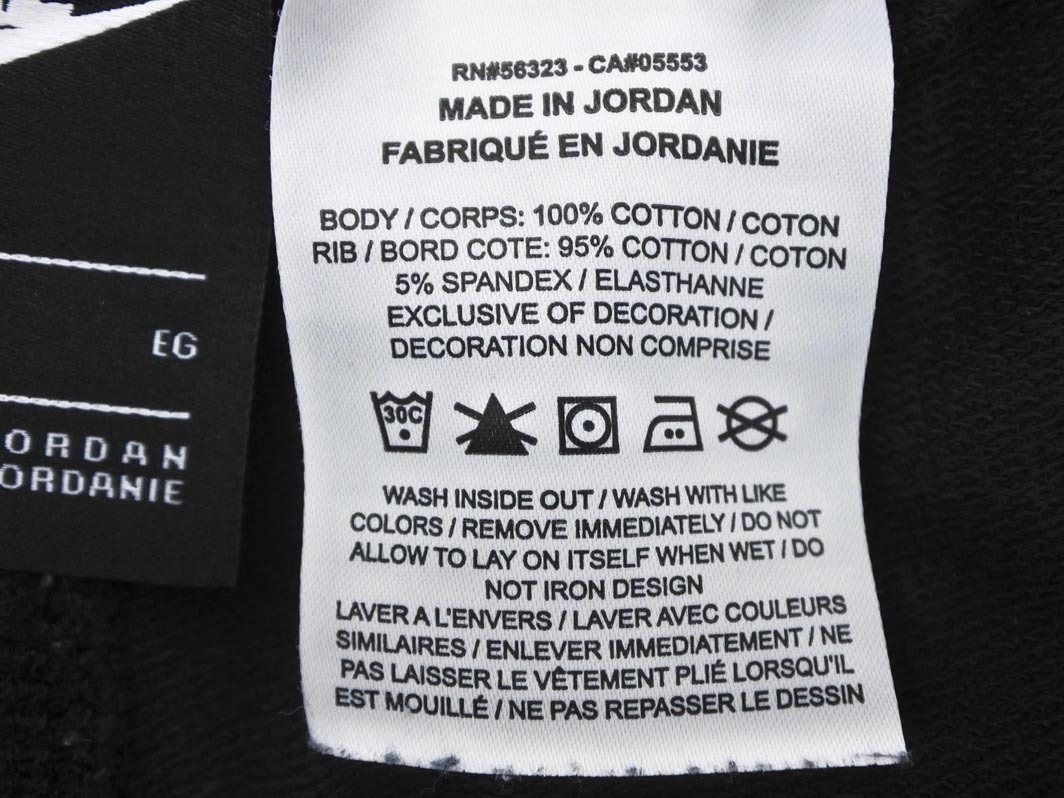 EG
ORDAN
ORDANIE
RN#56323 - CA#05553
MADE IN JORDAN
FABRIQUÉ EN JORDANIE
BODY / CORPS: 100% COTTON / COTON
RIB / BORD COTE: 95% COTTON / COTON
5% SPANDEX / ELASTHANNE
EXCLUSIVE OF DECORATION /
DECORATION NON COMPRISE
30C
WASH INSIDE OUT / WASH WITH LIKE
COLORS / REMOVE IMMEDIATELY / DO NOT
ALLOW TO LAY ON ITSELF WHEN WET / DO
NOT IRON DESIGN
LAVER A L'ENVERS / LAVER AVEC COULEURS
SIMILAIRES / ENLEVER IMMEDIATEMENT / NE
PAS LAISSER LE VÊTEMENT PLIÉ LORSQU'IL
EST MOUILLÉ / NE PAS REPASSER LE DESSIN